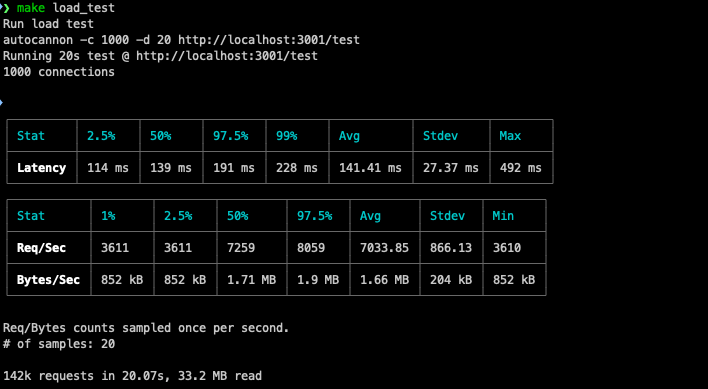 ❯ make load_test
Run load test
autocannon -c 1000 -d 20 http://localhost:3001/test
Running 20s test @ http://localhost:3001/test
1000 connections
Stat 2.5% 50% 97.5% 99% Avg Stdev Max
Latency 114 ms 139 ms 191 ms 228 ms 141.41 ms 27.37 ms 492 ms
Stat 1% 2.5% 50% 97.5% Avg Stdev Min
Req/Sec 3611 3611 7259 8059 7033.85 866.13 3610
Bytes/Sec 852 kB 852 kB 1.71 MB 1.9 MB 1.66 MB 204 kB 852 kB
Req/Bytes counts sampled once per second.
# of samples: 20
142k requests in 20.07s, 33.2 MB read